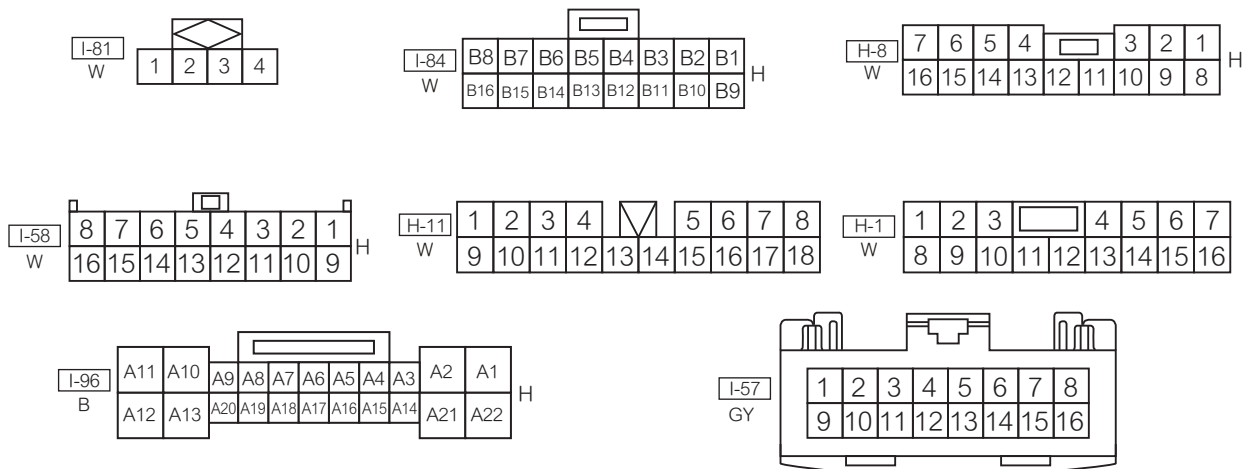 I-81
W
1 2 3 4
I-84
W
B8 B7 B6 B5 B4 B3 B2 B1
B16 B15 B14 B13 B12 B11 B10 B9
H
H-8
W
7 6 5 4 3 2 1
16 15 14 13 12 11 10 9 8
H
I-58
W
8 7 6 5 4 3 2 1
16 15 14 13 12 11 10 9
H
H-11
W
1 2 3 4 5 6 7 8
9 10 11 12 13 14 15 16 17 18
H-1
W
1 2 3 4 5 6 7
8 9 10 11 12 13 14 15 16
I-96
B
A11 A10 A9 A8 A7 A6 A5 A4 A3 A2 A1
A12 A13 A20 A19 A18 A17 A16 A15 A14 A21 A22
H
I-57
GY
1 2 3 4 5 6 7 8
9 10 11 12 13 14 15 16